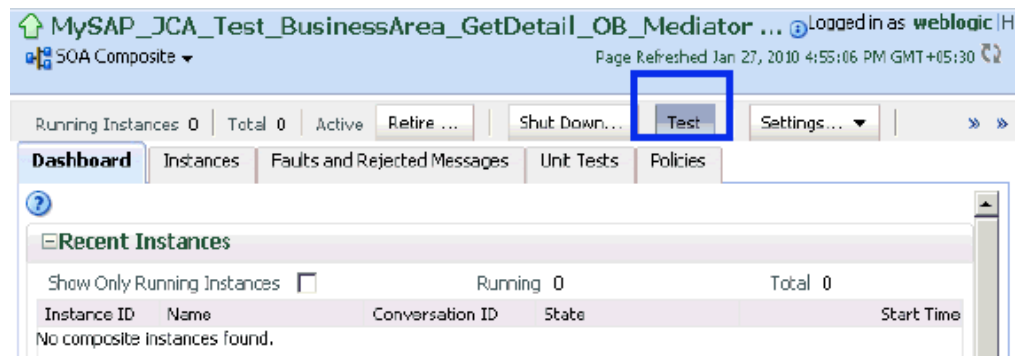 MySAP_JCA_Test_BusinessArea_GetDetail_OB_Mediator ... Logged in as weblogic |H
SOA Composite Page Refreshed Jan 27, 2010 4:55:06 PM GMT+05:30
Running Instances 0 Total 0 Active Retire ... Shut Down... Test Settings...
Dashboard Instances Faults and Rejected Messages Unit Tests Policies
Recent Instances
Show Only Running Instances Running 0 Total 0
Instance ID Name Conversation ID State Start Time
No composite instances found.